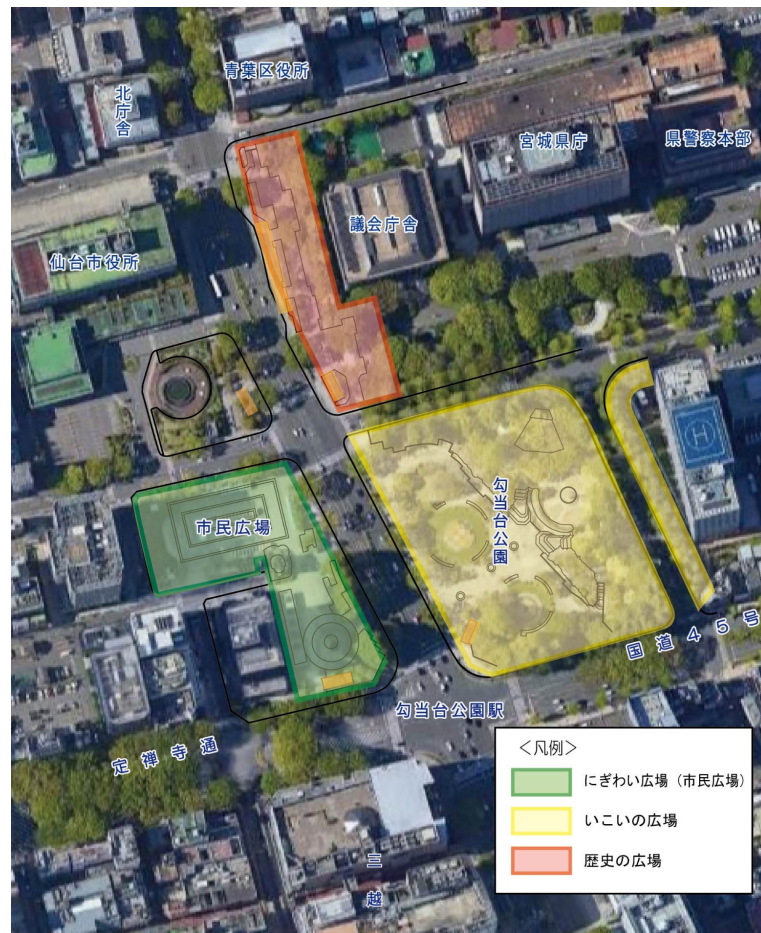 青葉区役所
北庁舎
宮城県庁
県警察本部
議会庁舎
仙台市役所
勾当台公園
市民広場
国道45号
勾当台公園駅
定禅寺通
三越
H
＜凡例＞
にぎわい広場（市民広場）
いこいの広場
歴史の広場